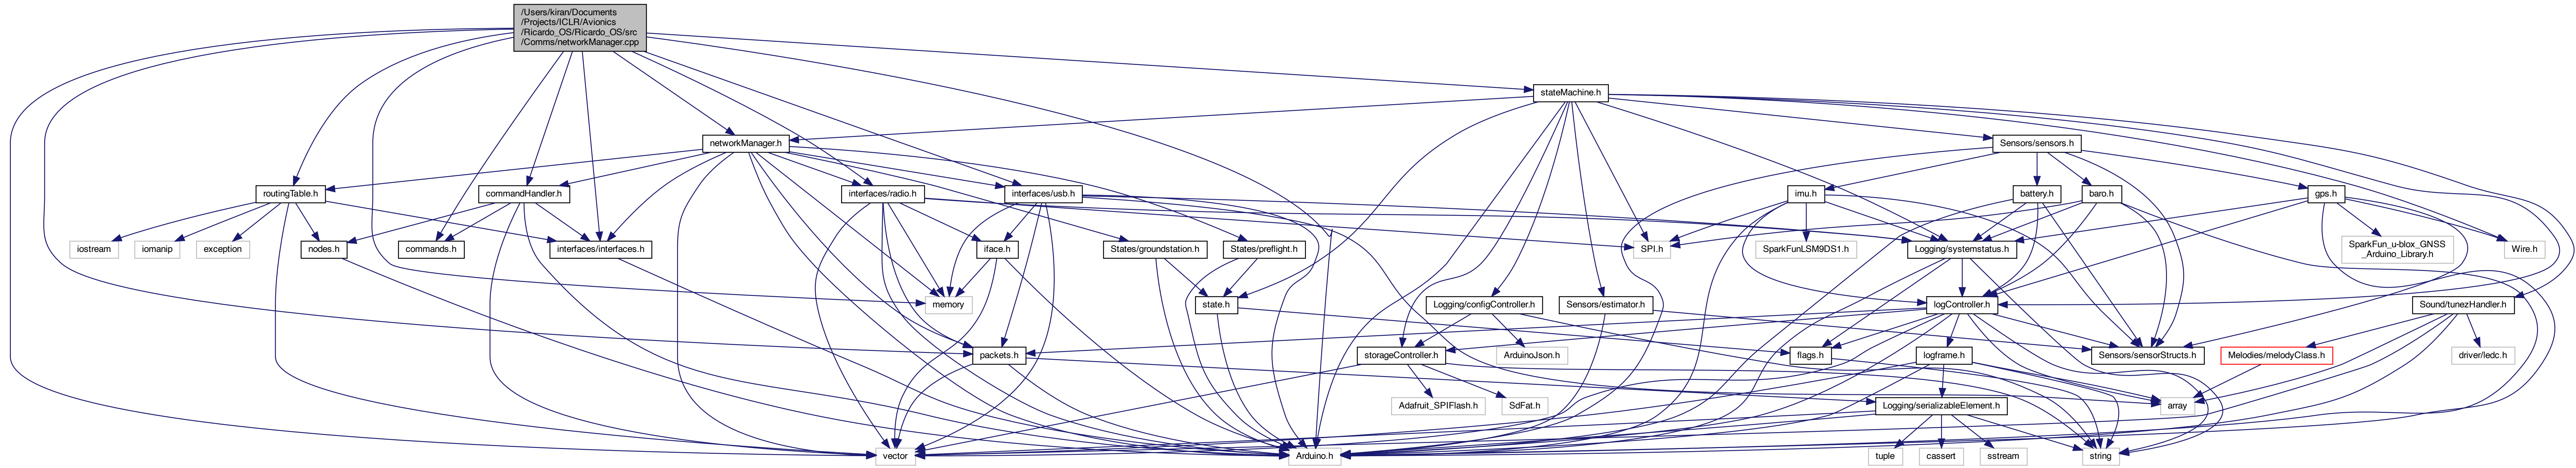 /Users/kiran/Documents
/Projects/ICLR/Avionics
/Ricardo_OS/Ricardo_OS/src
/Comms/networkManager.cpp
stateMachine.h
networkManager.h
Sensors/sensors.h
routingTable.h
commandHandler.h
interfaces/radio.h
interfaces/usb.h
imu.h
battery.h
baro.h
gps.h
iostream
iomanip
exception
nodes.h
commands.h
interfaces/interfaces.h
SPI.h
iface.h
States/groundstation.h
States/preflight.h
SparkFunLSM9DS1.h
Logging/systemstatus.h
SparkFun_u-blox_GNSS
_Arduino_Library.h
Wire.h
memory
state.h
Logging/configController.h
Sensors/estimator.h
logController.h
Sound/tunezHandler.h
packets.h
storageController.h
ArduinoJson.h
flags.h
logframe.h
Sensors/sensorStructs.h
Melodies/melodyClass.h
driver/ledc.h
Adafruit_SPIFlash.h
SdFat.h
Logging/serializableElement.h
array
vector
Arduino.h
tuple
cassert
sstream
string